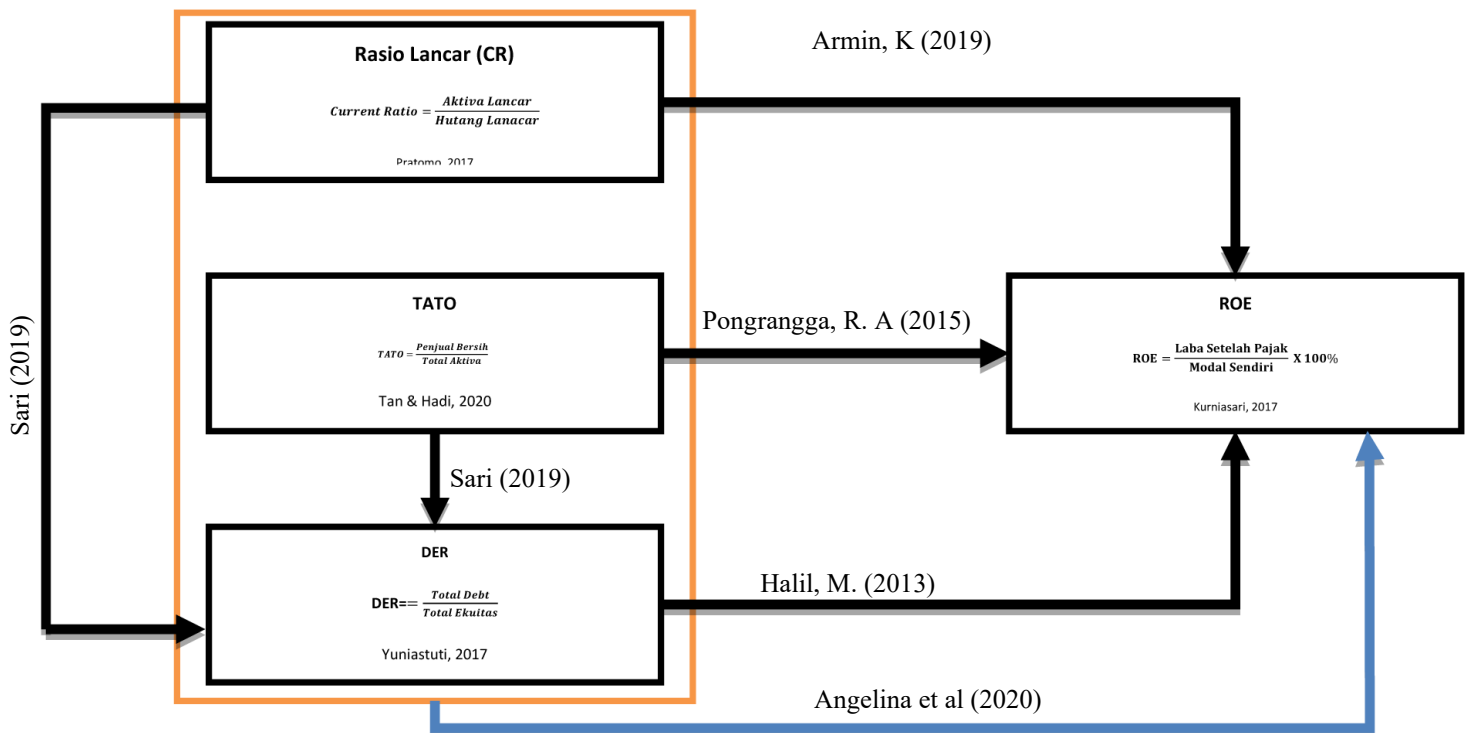 Rasio Lancar (CR)
Current Ratio = Aktiva Lancar / Hutang Lanacar
Pratomo, 2017
Armin, K (2019)
Sari (2019)
TATO
TATO = Penjual Bersih / Total Aktiva
Tan & Hadi, 2020
Pongrangga, R. A (2015)
ROE
ROE = Laba Setelah Pajak / Modal Sendiri X 100%
Kurniasari, 2017
Sari (2019)
DER
DER== Total Debt / Total Ekuitas
Yuniastuti, 2017
Halil, M. (2013)
Angelina et al (2020)